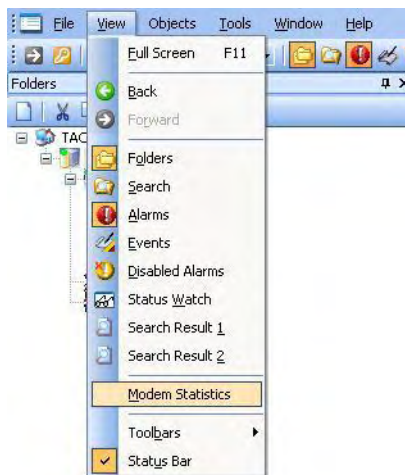 File View Objects Tools Window Help
Folders
TAC
Full Screen F11
Back
Forward
Folders
Search
Alarms
Events
Disabled Alarms
Status Watch
Search Result 1
Search Result 2
Modem Statistics
Toolbars
Status Bar